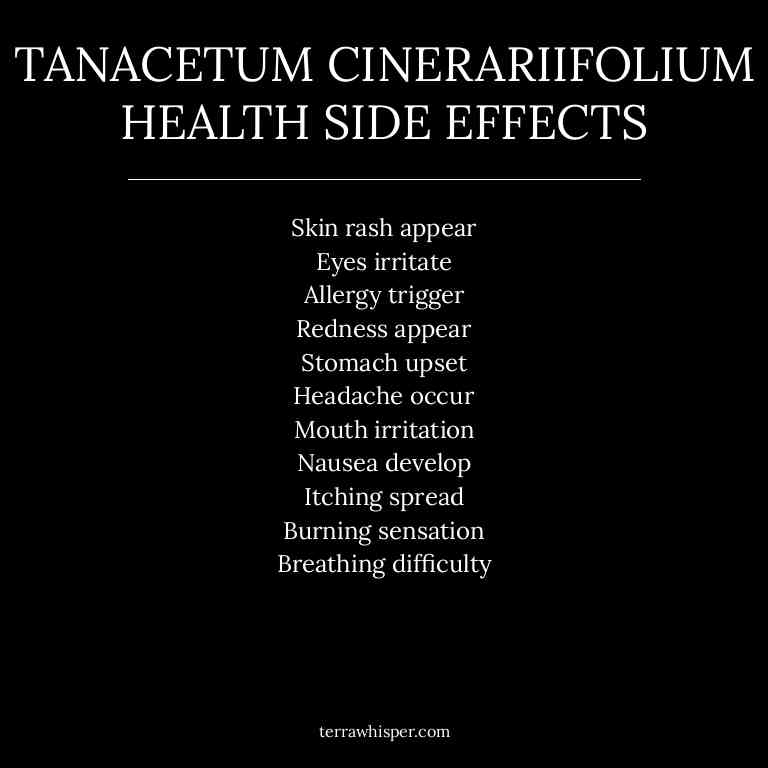 TANACETUM CINERARIIFOLIUM
HEALTH SIDE EFFECTS
Skin rash appear
Eyes irritate
Allergy trigger
Redness appear
Stomach upset
Headache occur
Mouth irritation
Nausea develop
Itching spread
Burning sensation
Breathing difficulty
terrawhisper.com